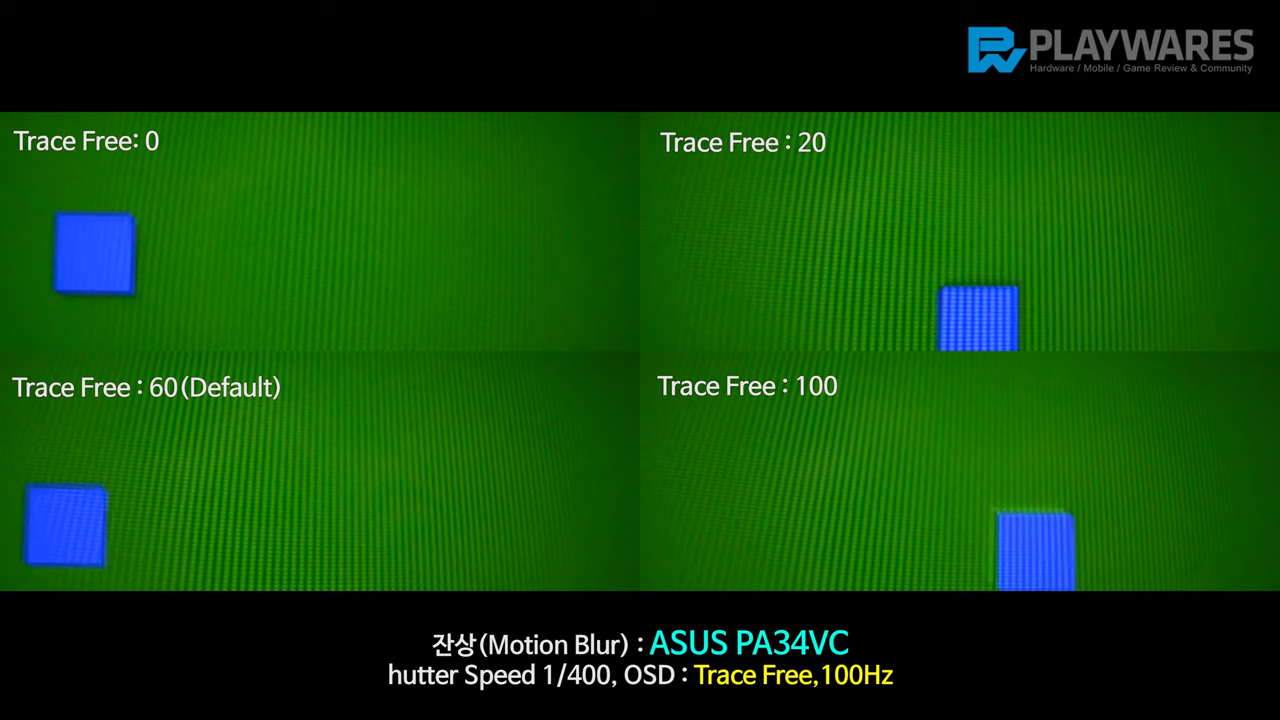 PLAYWARES
Hardware / Mobile / Game Review & Community
Trace Free: 0
Trace Free : 20
Trace Free : 60(Default)
Trace Free : 100
잔상(Motion Blur) : ASUS PA34VC
hutter Speed 1/400, OSD : Trace Free,100Hz